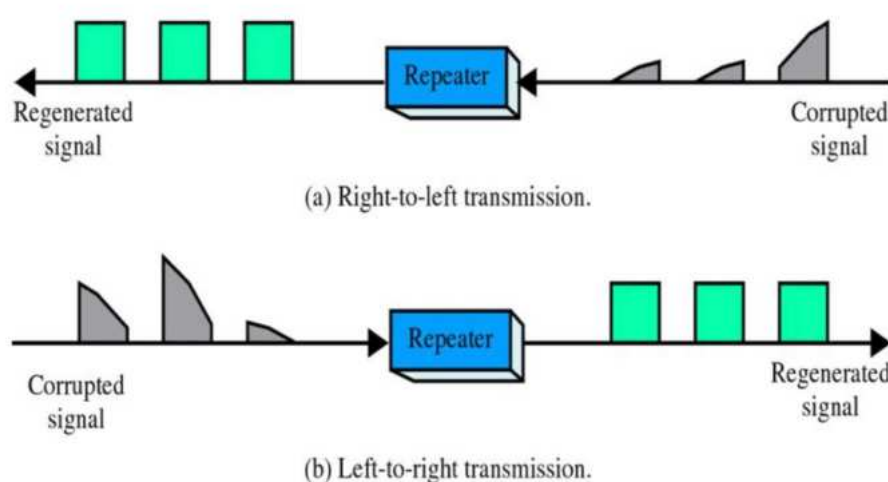 Repeater
Regenerated
signal
Corrupted
signal
(a) Right-to-left transmission.
Repeater
Corrupted
signal
Regenerated
signal
(b) Left-to-right transmission.